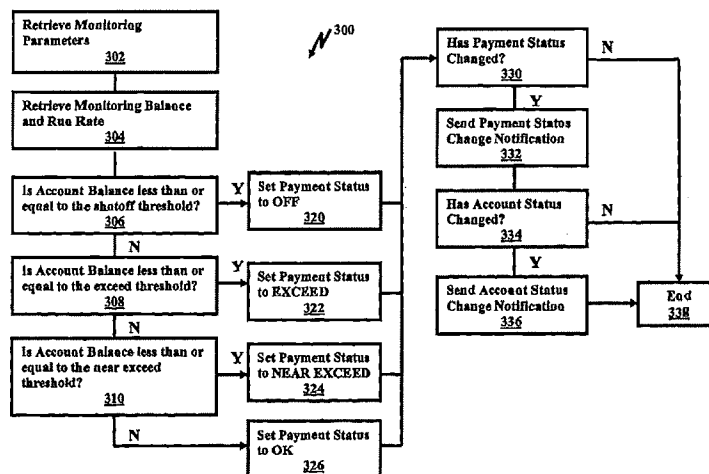 300
Retrieve Monitoring
Parameters
302
Retrieve Monitoring Balance
and Run Rate
304
Is Account Balance less than or
equal to the shutoff threshold?
306
Y
N
Set Payment Status
to OFF
320
Is Account Balance less than or
equal to the exceed threshold?
308
Y
N
Set Payment Status
to EXCEED
322
Is Account Balance less than or
equal to the near exceed
threshold?
310
Y
N
Set Payment Status
to NEAR EXCEED
324
Set Payment Status
to OK
326
Has Payment Status
Changed?
330
N
Y
Send Payment Status
Change Notification
332
Has Account Status
Changed?
334
N
Y
Send Account Status
Change Notification
336
End
338